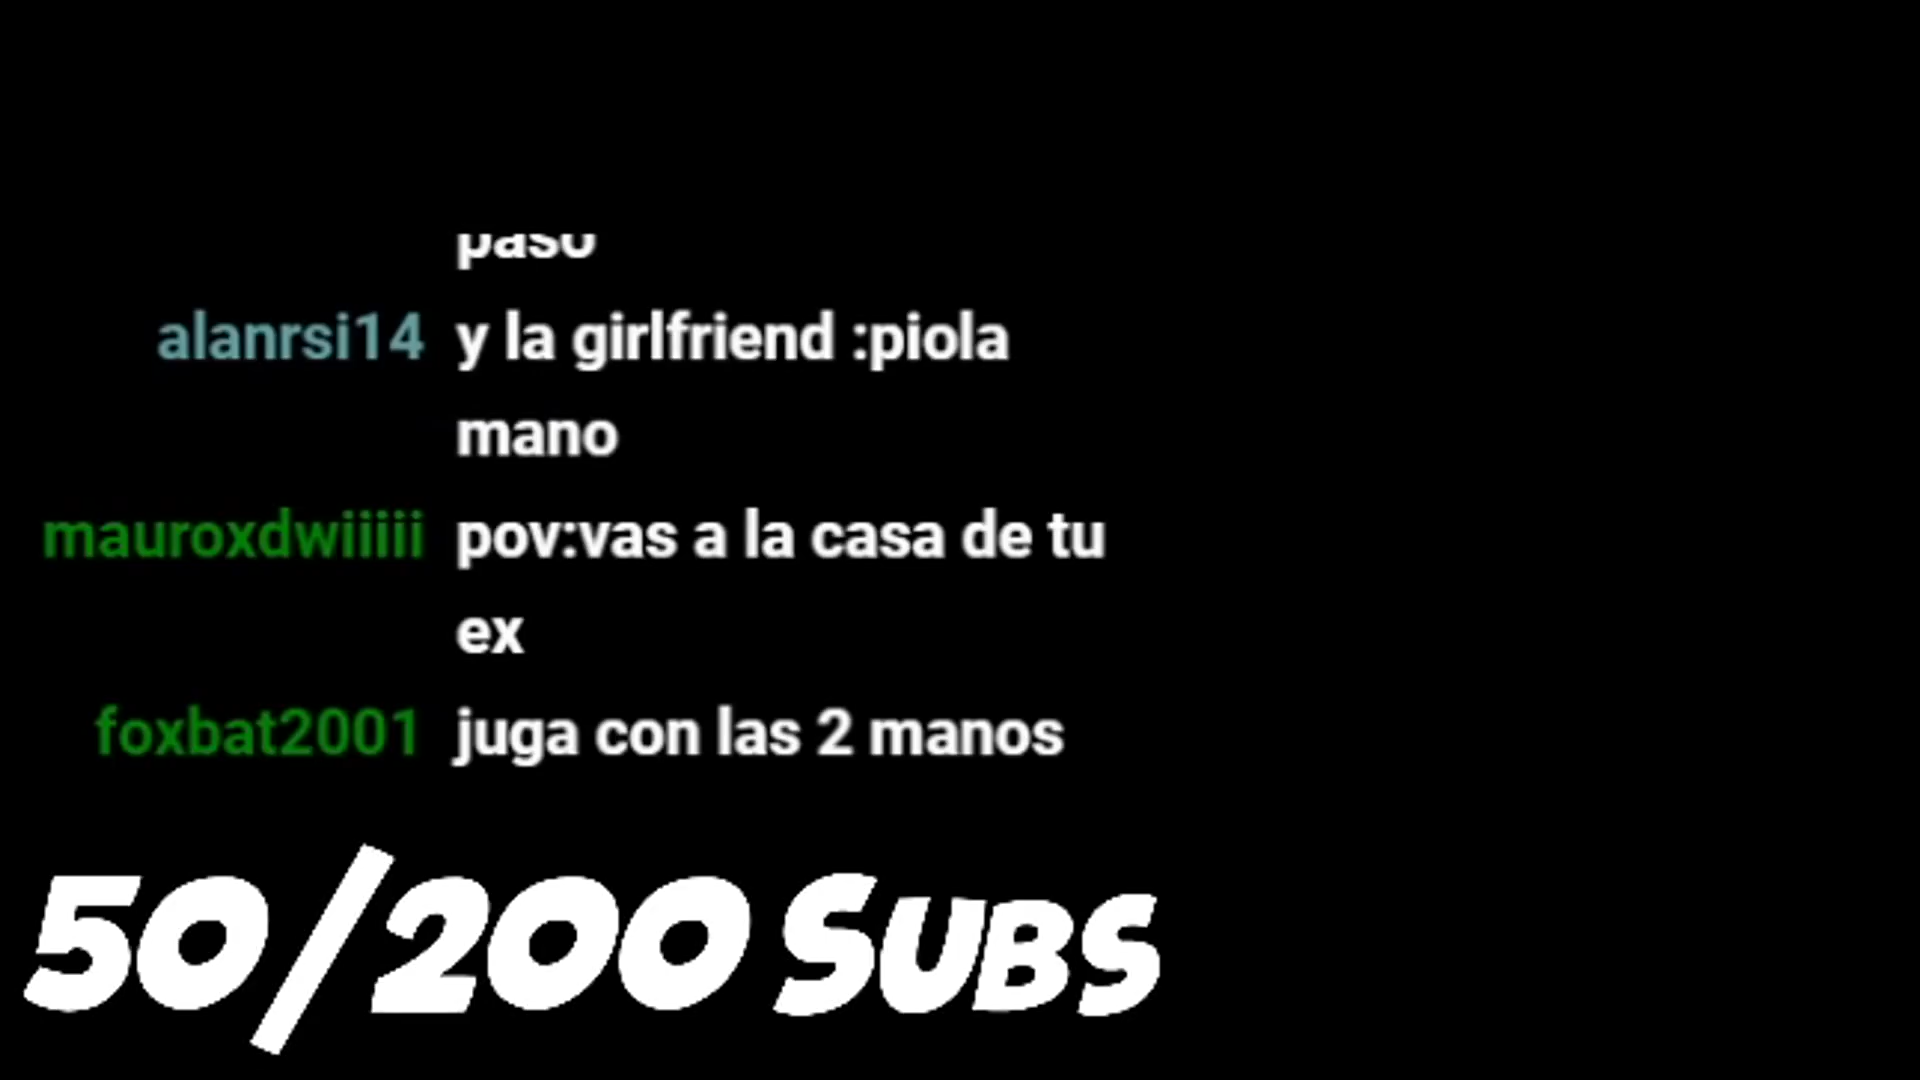 paso
alanrsi14 y la girlfriend :piola
mano
mauroxdwiiiii pov:vas a la casa de tu
ex
foxbat2001 juga con las 2 manos
50/200 SUBS